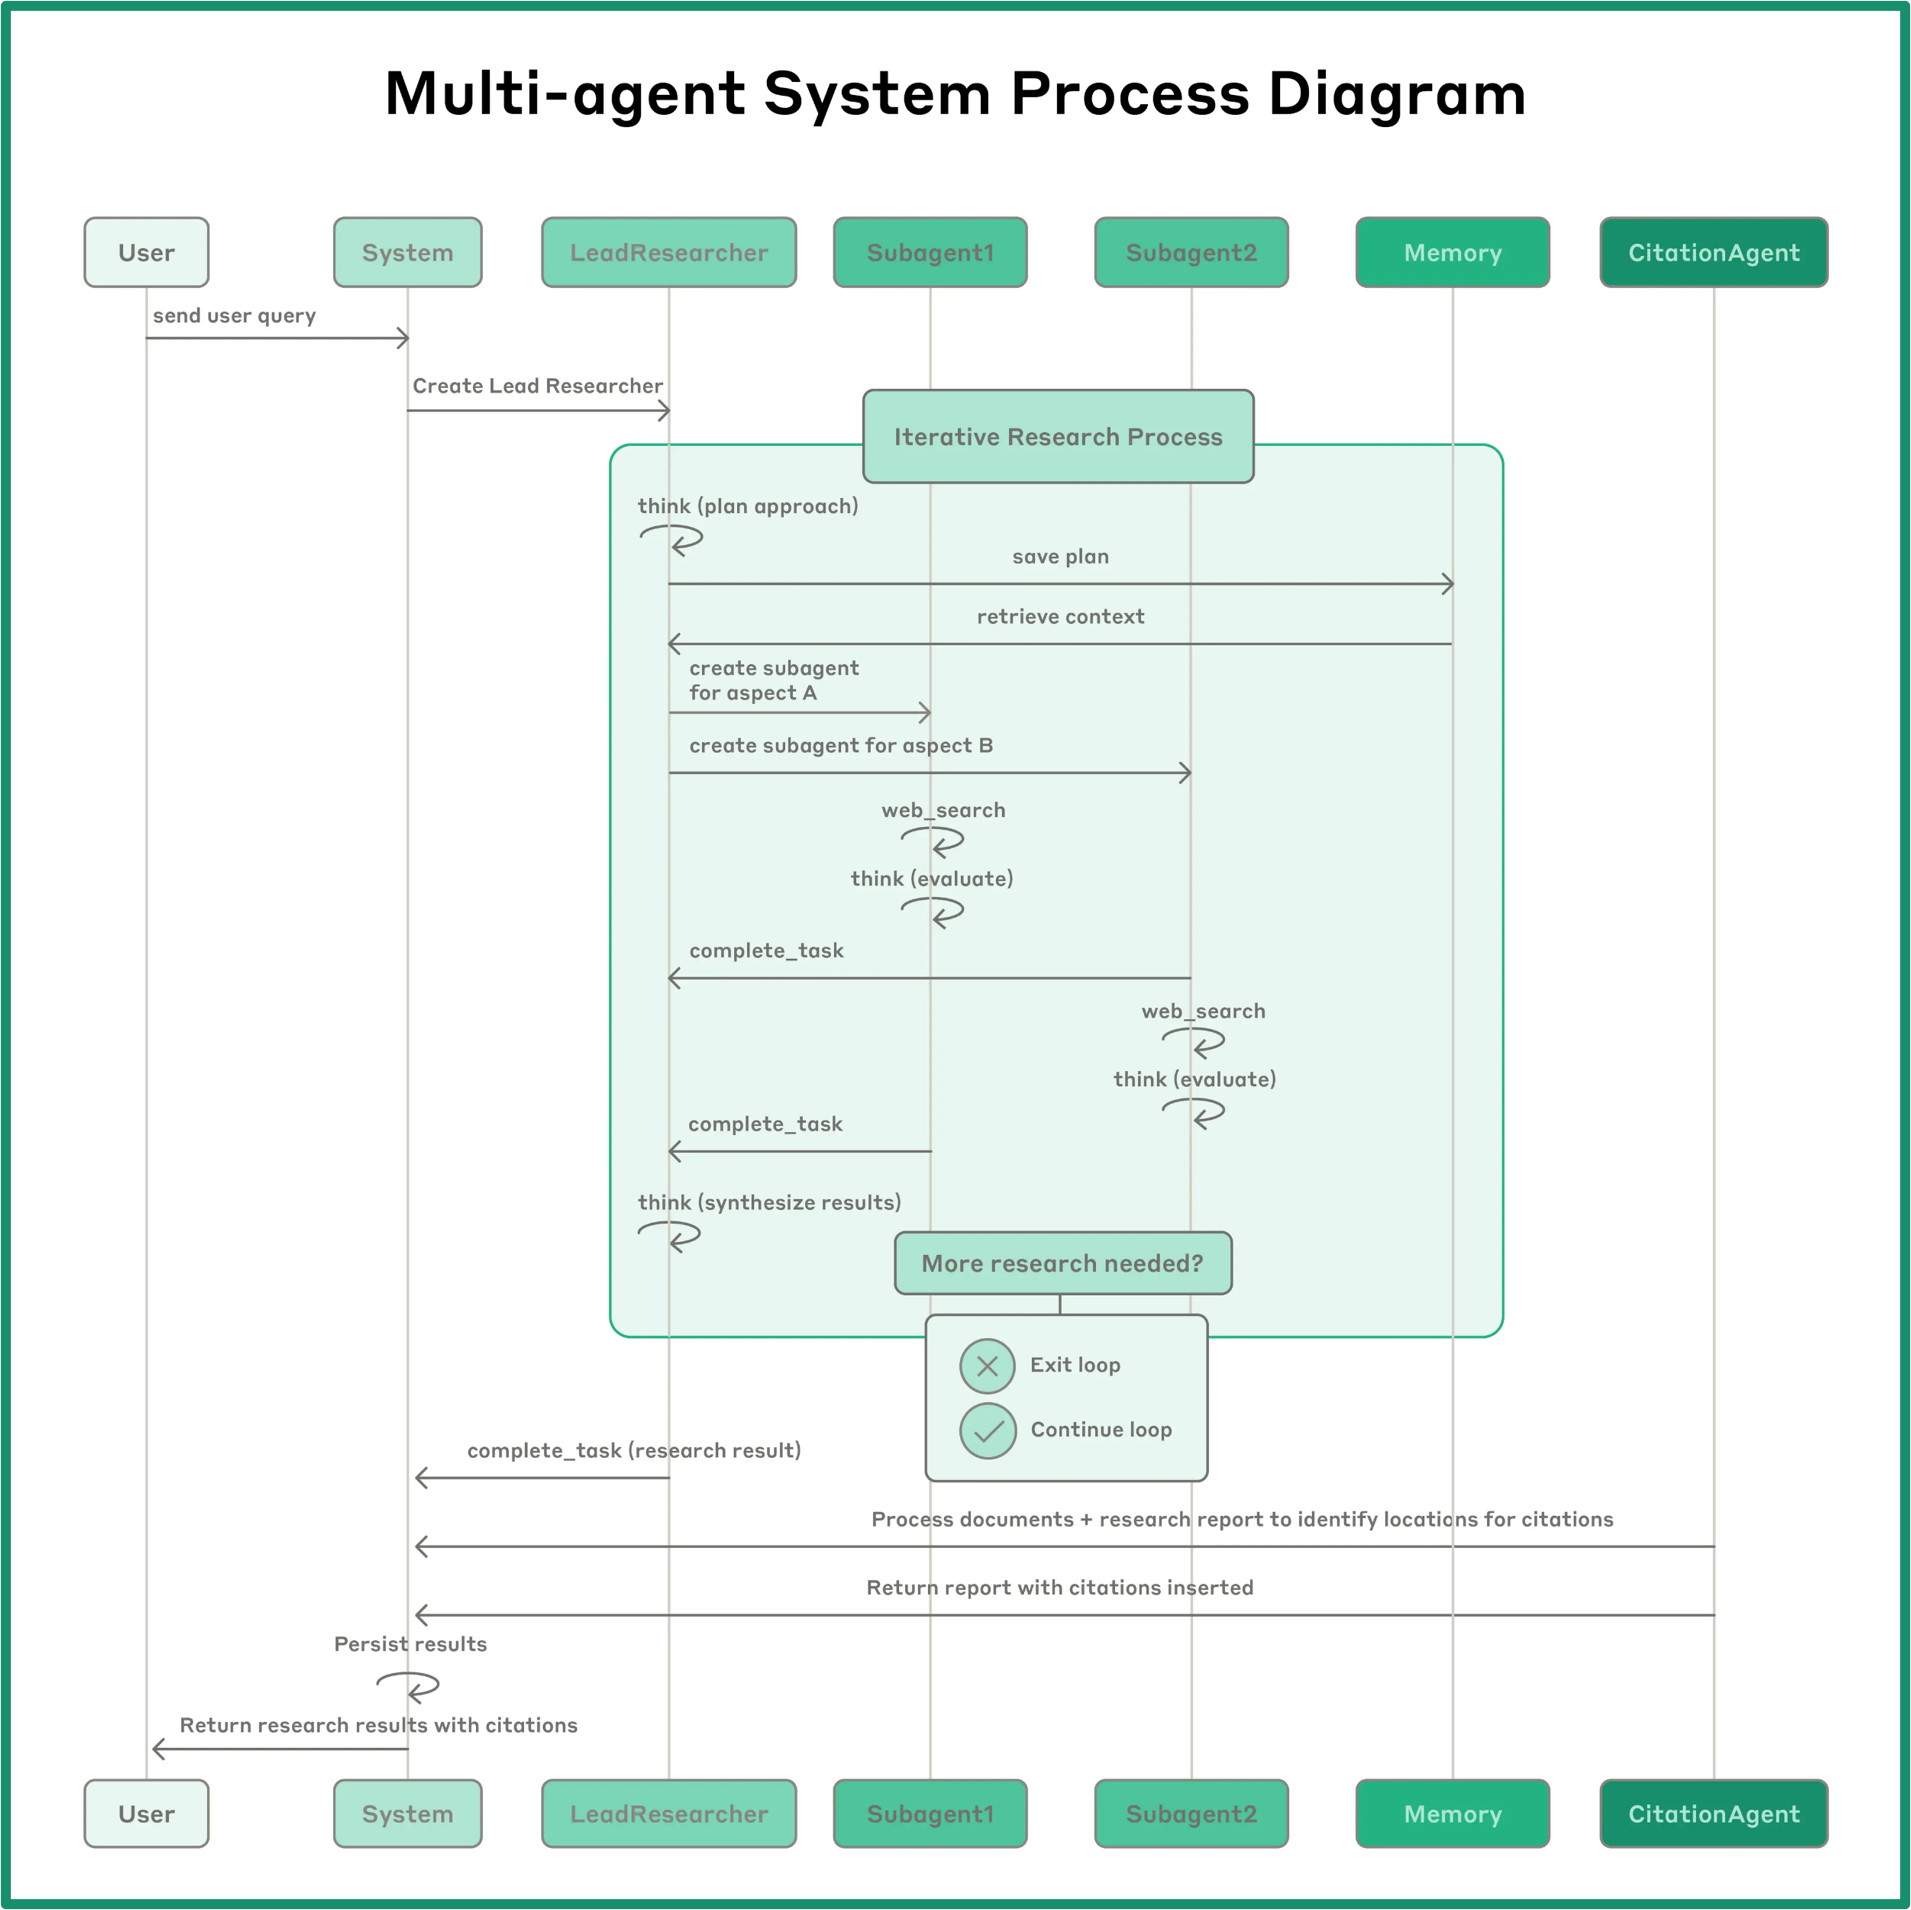 Multi-agent System Process Diagram
User
System
LeadResearcher
Subagent1
Subagent2
Memory
CitationAgent
send user query
Create Lead Researcher
Iterative Research Process
think (plan approach)
save plan
retrieve context
create subagent
for aspect A
create subagent for aspect B
web_search
think (evaluate)
complete_task
web_search
think (evaluate)
complete_task
think (synthesize results)
More research needed?
Exit loop
Continue loop
complete_task (research result)
Process documents + research report to identify locations for citations
Return report with citations inserted
Persist results
Return research results with citations
User
System
LeadResearcher
Subagent1
Subagent2
Memory
CitationAgent